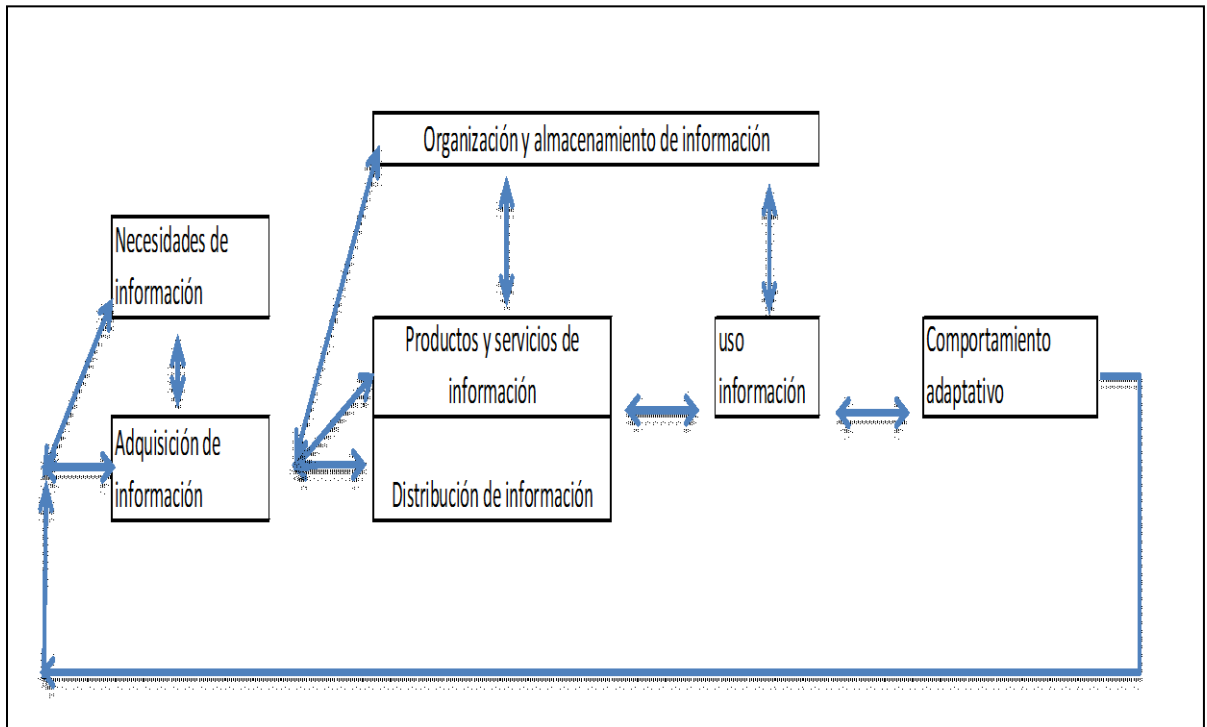 Organización y almacenamiento de información
Necesidades de
información
Productos y servicios de
información
uso
información
Comportamiento
adaptativo
Adquisición de
información
Distribución de información